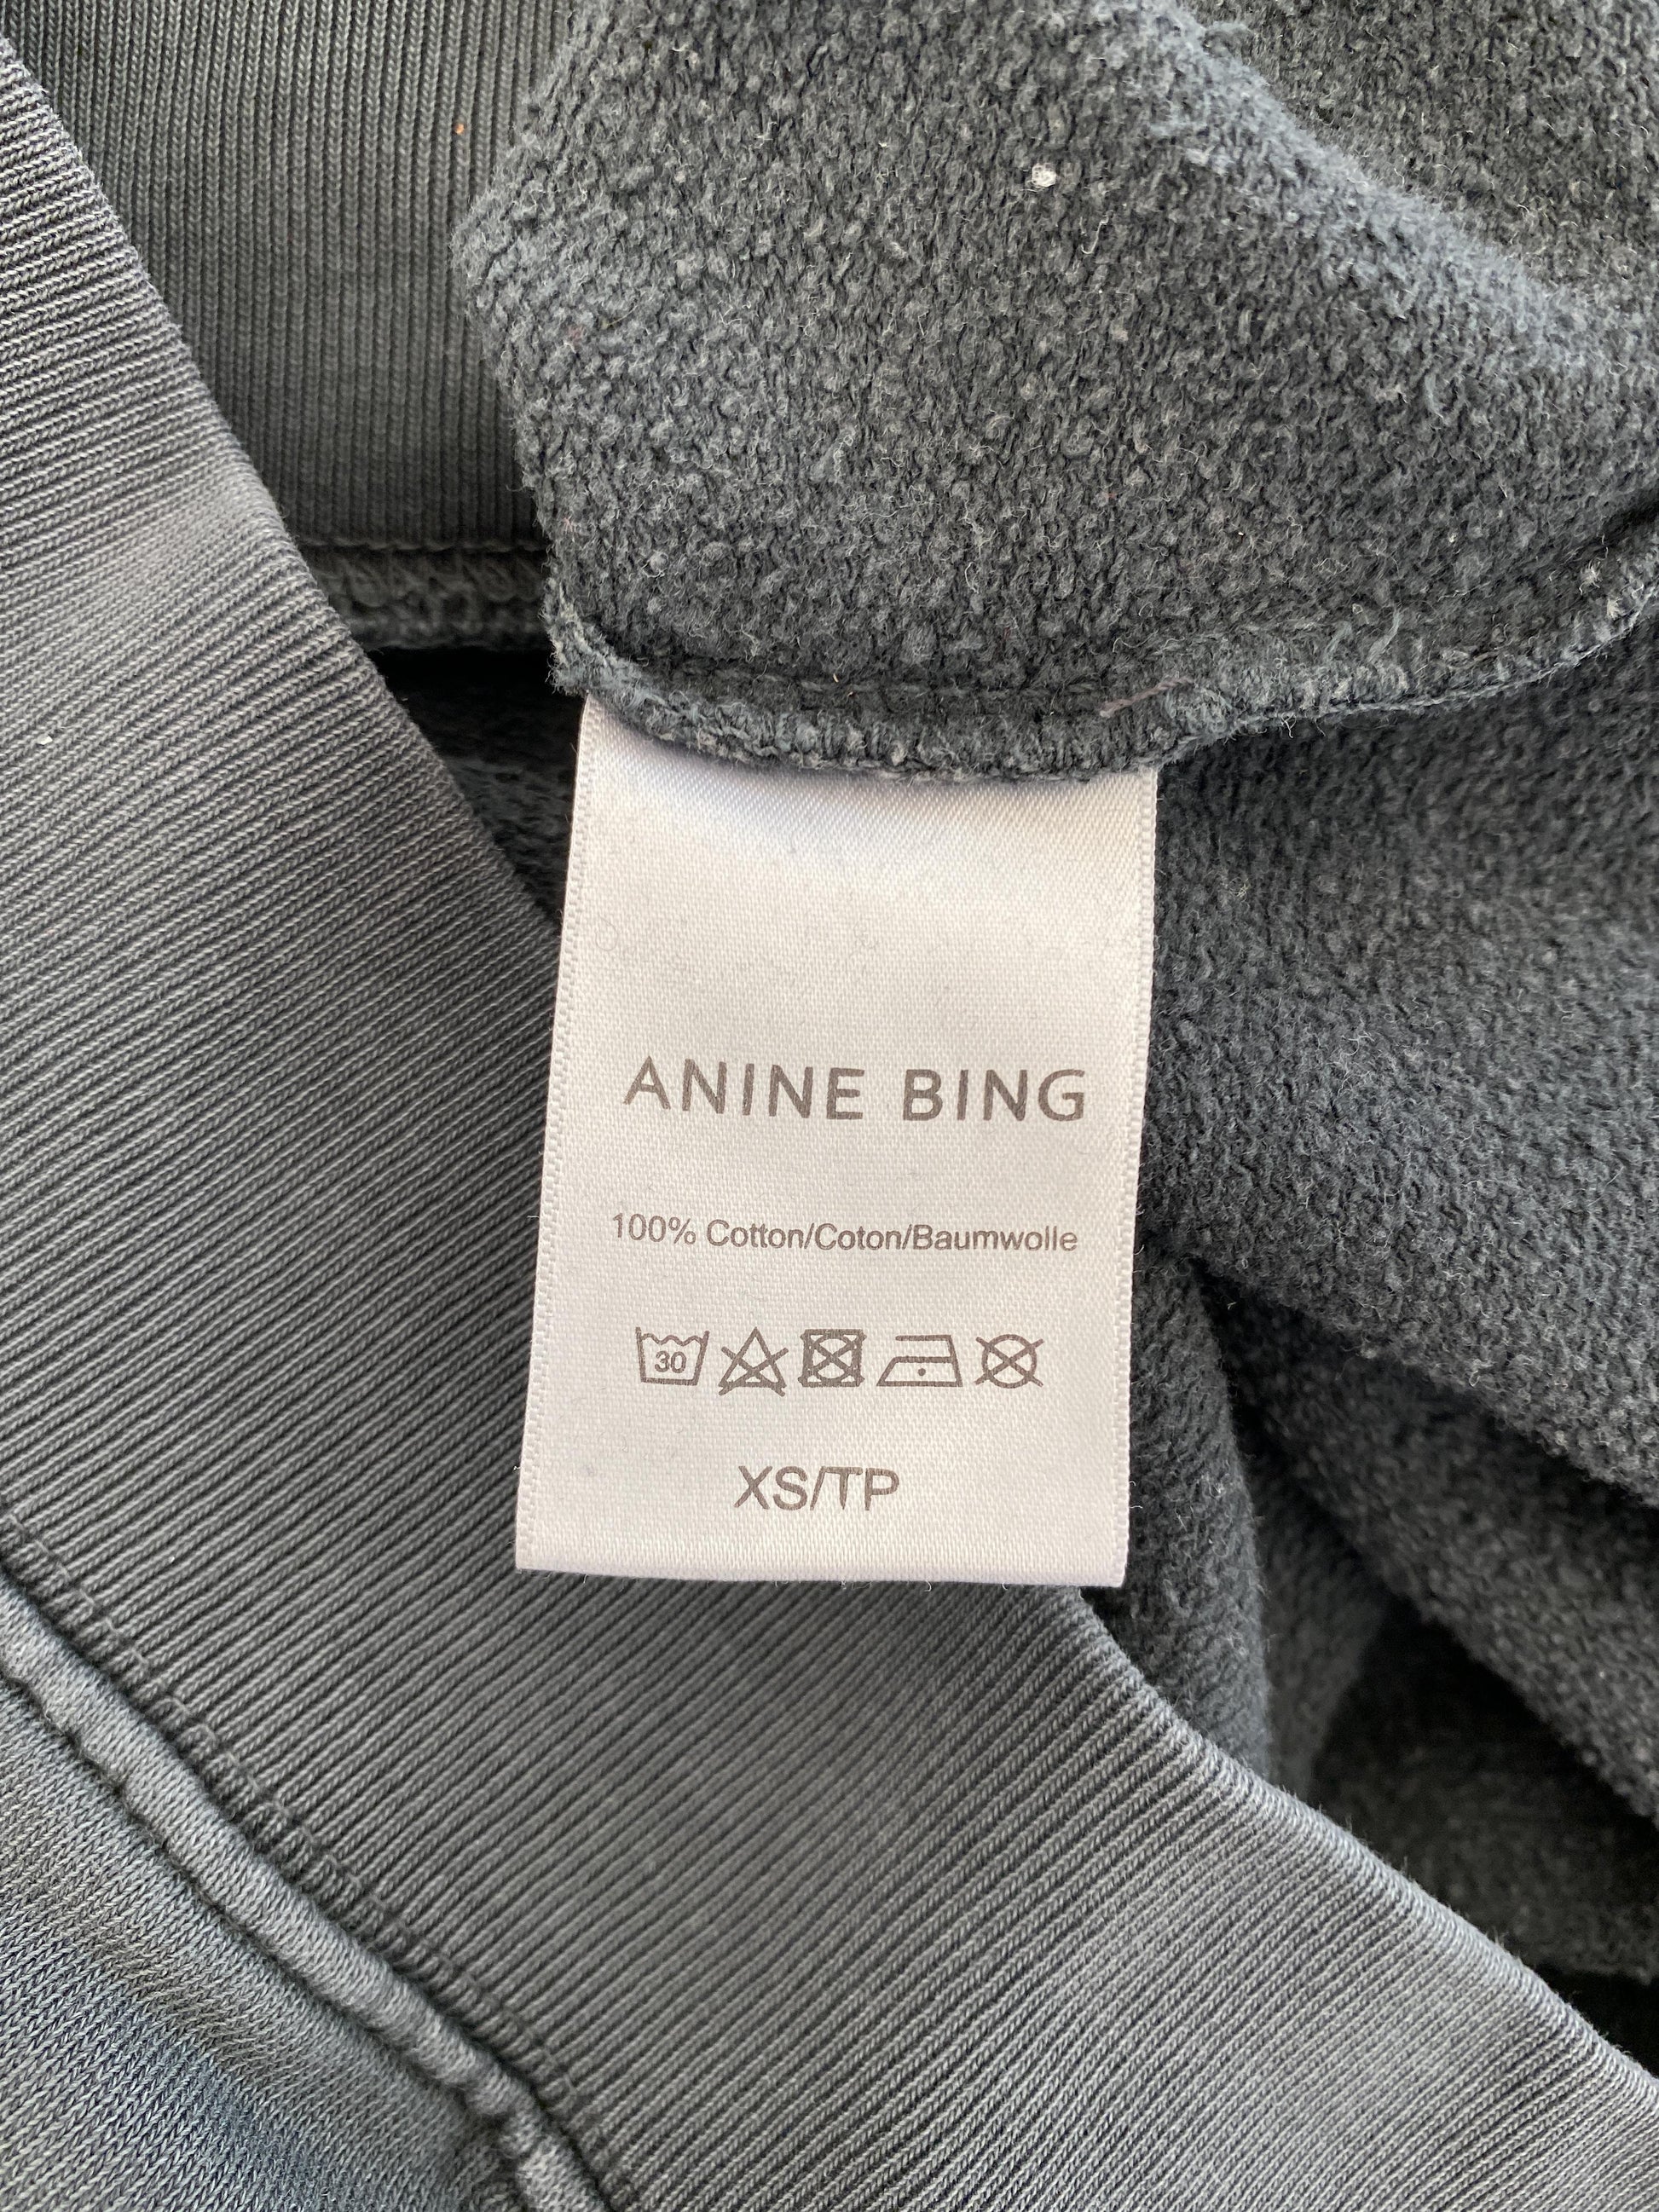 ANINE BING
100% Cotton/Coton/Baumwolle
30
XS/TP